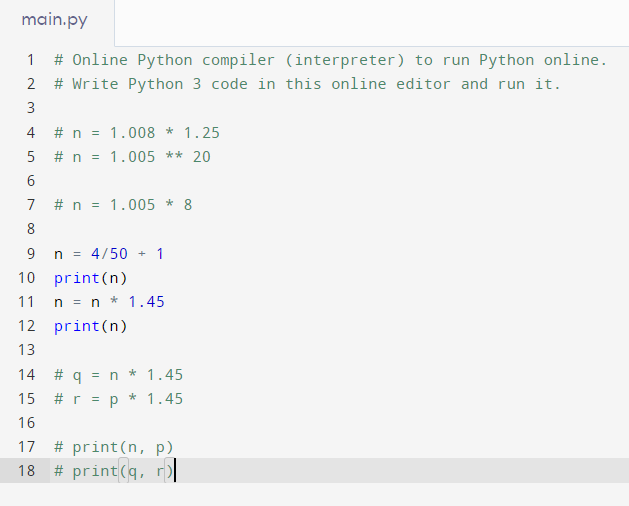 main.py
1 # Online Python compiler (interpreter) to run Python online.
2 # Write Python 3 code in this online editor and run it.
3
4 # n = 1.008 * 1.25
5 # n = 1.005 ** 20
6
7 # n = 1.005 * 8
8
9 n = 4/50 + 1
10 print(n)
11 n = n * 1.45
12 print(n)
13
14 # q = n * 1.45
15 # r = p * 1.45
16
17 # print(n, p)
18 # print(q, r)